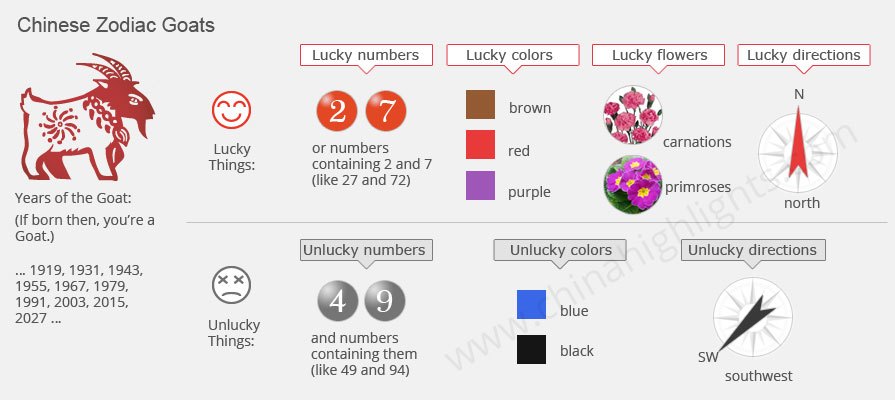 Chinese Zodiac Goats
Years of the Goat:
(If born then, you’re a
Goat.)
... 1919, 1931, 1943,
1955, 1967, 1979,
1991, 2003, 2015,
2027 ...
Lucky
Things:
Lucky numbers
2 7
or numbers
containing 2 and 7
(like 27 and 72)
Lucky colors
brown
red
purple
Lucky flowers
carnations
primroses
Lucky directions
N
north
Unlucky
Things:
Unlucky numbers
4 9
and numbers
containing them
(like 49 and 94)
Unlucky colors
blue
black
Unlucky directions
SW
southwest
www.chinahighlights.com